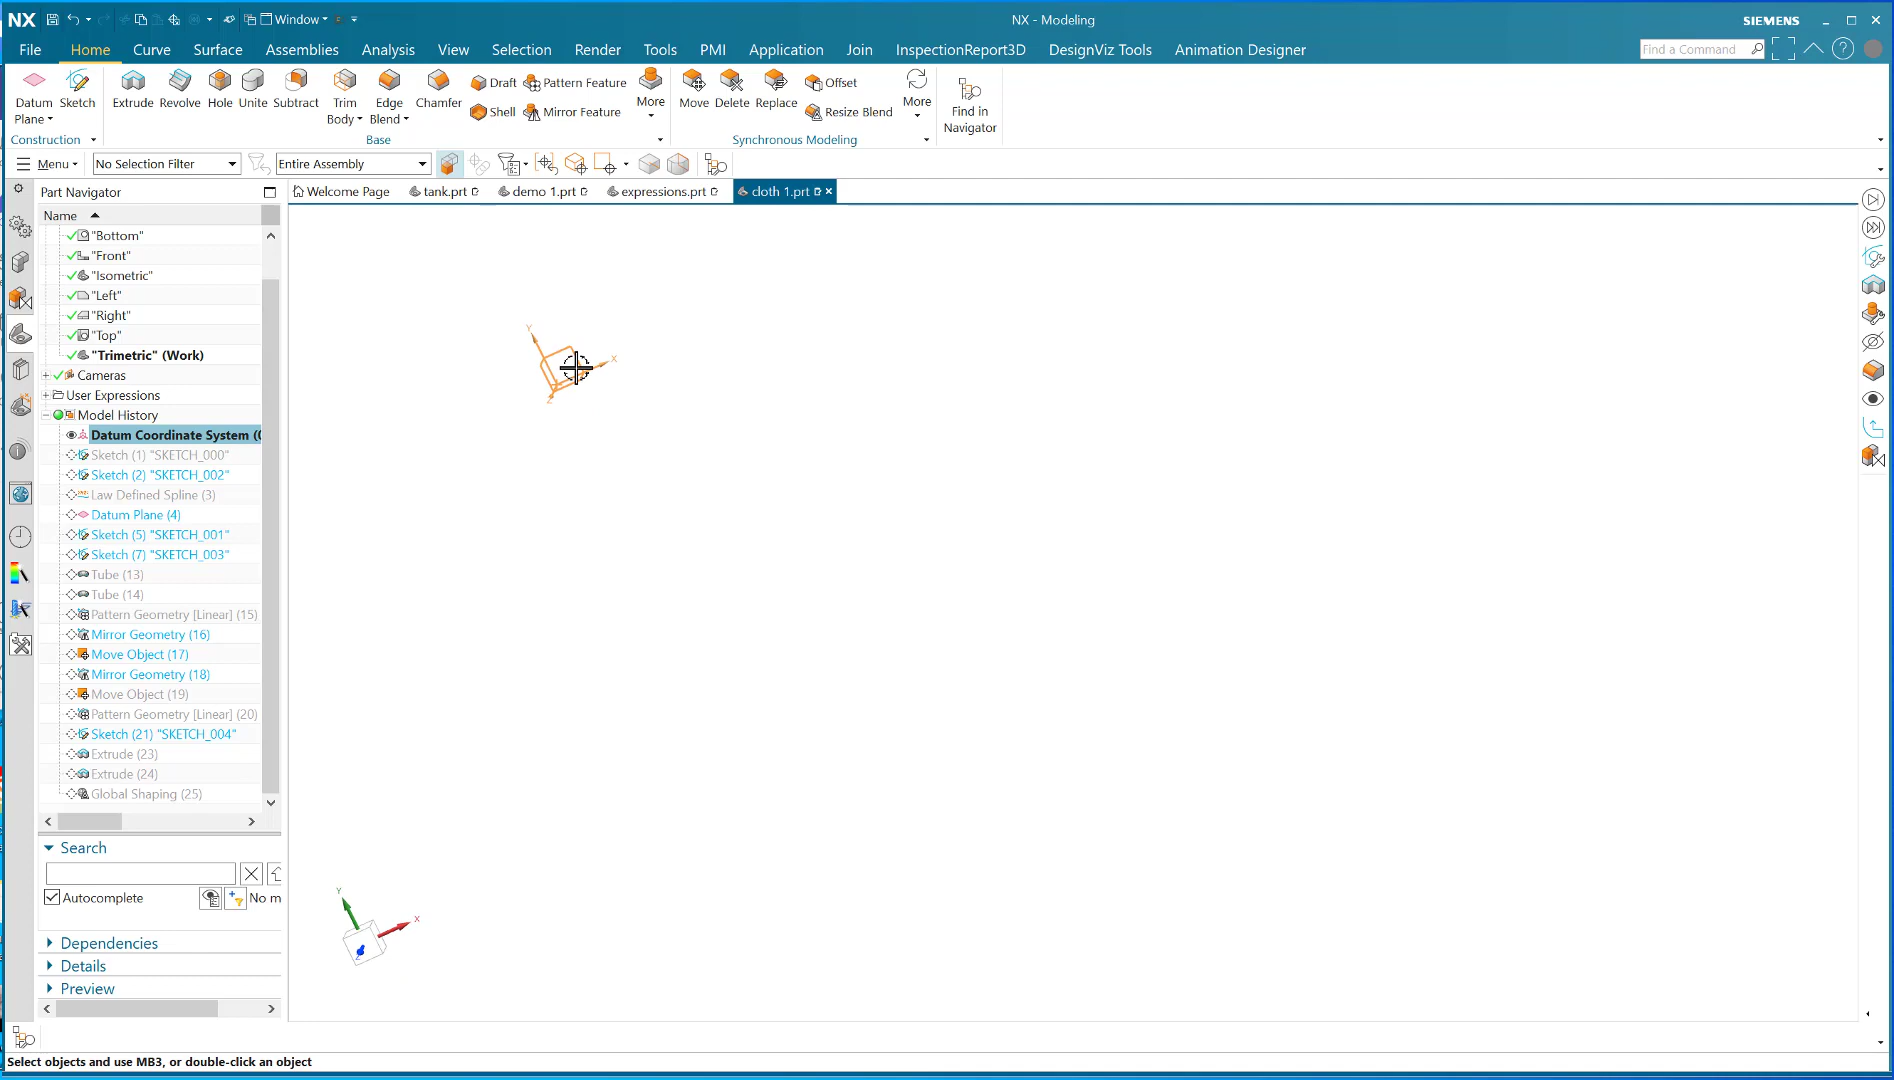 NX
Window
NX - Modeling
SIEMENS
File Home Curve Surface Assemblies Analysis View Selection Render Tools PMI Application Join InspectionReport3D DesignViz Tools Animation Designer
Find a Command
Datum Plane
Sketch
Extrude
Revolve
Hole
Unite
Subtract
Trim Body
Edge Blend
Chamfer
Draft
Shell
Pattern Feature
Mirror Feature
More
Move
Delete
Replace
Offset
Resize Blend
More
Find in Navigator
Construction
Base
Synchronous Modeling
Menu
No Selection Filter
Entire Assembly
Part Navigator
Welcome Page
tank.prt
demo 1.prt
expressions.prt
cloth 1.prt
Name
"Bottom"
"Front"
"Isometric"
"Left"
"Right"
"Top"
"Trimetric" (Work)
Cameras
User Expressions
Model History
Datum Coordinate System (
Sketch (1) "SKETCH_000"
Sketch (2) "SKETCH_002"
Law Defined Spline (3)
Datum Plane (4)
Sketch (5) "SKETCH_001"
Sketch (7) "SKETCH_003"
Tube (13)
Tube (14)
Pattern Geometry [Linear] (15)
Mirror Geometry (16)
Move Object (17)
Mirror Geometry (18)
Move Object (19)
Pattern Geometry [Linear] (20)
Sketch (21) "SKETCH_004"
Extrude (23)
Extrude (24)
Global Shaping (25)
Search
Autocomplete
No m
Dependencies
Details
Preview
Y
X
Z
Y
X
Select objects and use MB3, or double-click an object